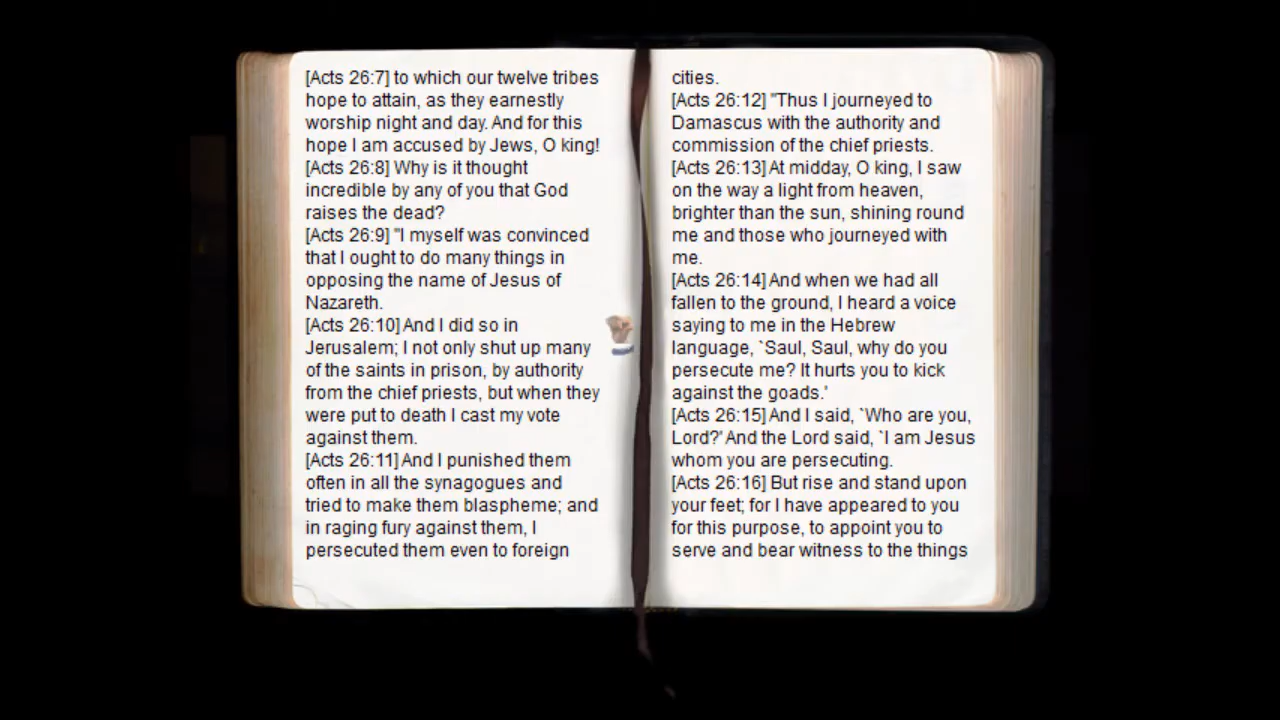 [Acts 26:7] to which our twelve tribes
hope to attain, as they earnestly
worship night and day. And for this
hope I am accused by Jews, O king!
[Acts 26:8] Why is it thought
incredible by any of you that God
raises the dead?
[Acts 26:9] "I myself was convinced
that I ought to do many things in
opposing the name of Jesus of
Nazareth.
[Acts 26:10] And I did so in
Jerusalem; I not only shut up many
of the saints in prison, by authority
from the chief priests, but when they
were put to death I cast my vote
against them.
[Acts 26:11] And I punished them
often in all the synagogues and
tried to make them blaspheme; and
in raging fury against them, I
persecuted them even to foreign
cities.
[Acts 26:12] "Thus I journeyed to
Damascus with the authority and
commission of the chief priests.
[Acts 26:13] At midday, O king, I saw
on the way a light from heaven,
brighter than the sun, shining round
me and those who journeyed with
me.
[Acts 26:14] And when we had all
fallen to the ground, I heard a voice
saying to me in the Hebrew
language, `Saul, Saul, why do you
persecute me? It hurts you to kick
against the goads.'
[Acts 26:15] And I said, `Who are you,
Lord?' And the Lord said, `I am Jesus
whom you are persecuting.
[Acts 26:16] But rise and stand upon
your feet; for I have appeared to you
for this purpose, to appoint you to
serve and bear witness to the things